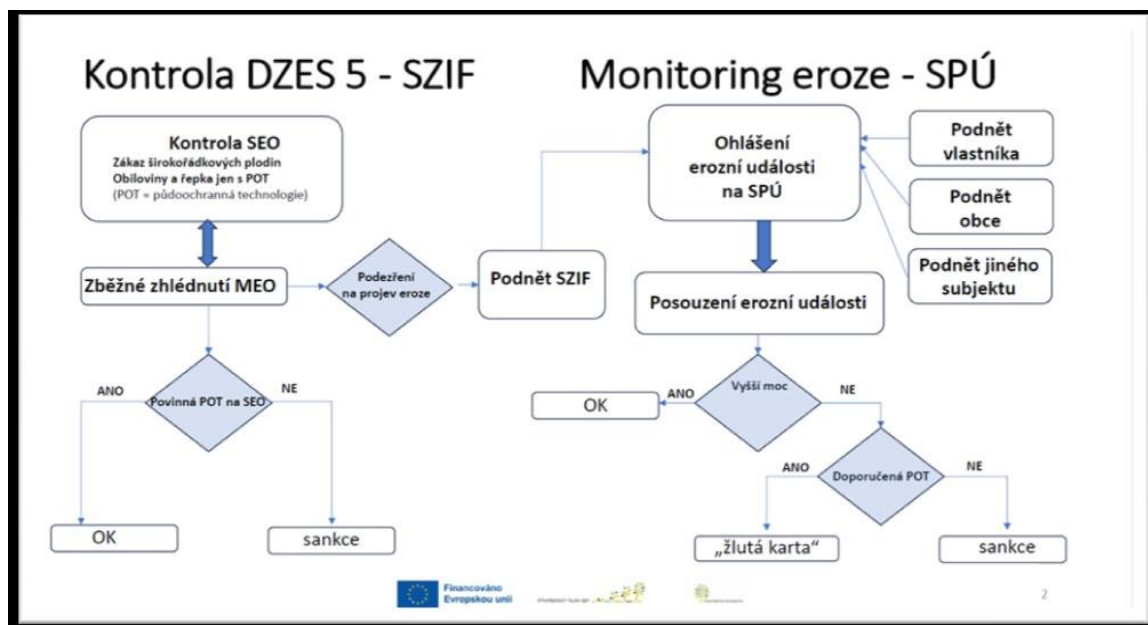 Kontrola DZES 5 - SZIF
Kontrola SEO
Zákaz širokořádkových plodin
Obiloviny a řepka jen s POT
(POT = půdoochranná technologie)
Zběžné zhlédnutí MEO
Podezření
na projev eroze
Podnět SZIF
ANO
Povinná POT na SEO
NE
OK
sankce
Monitoring eroze - SPÚ
Ohlášení
erozní události
na SPÚ
Podnět
vlastníka
Podnět
obce
Podnět jiného
subjektu
Posouzení erozní události
OK
ANO
Vyšší moc
NE
ANO
Doporučená POT
NE
„žlutá karta“
sankce
Financováno
Evropskou unií
2